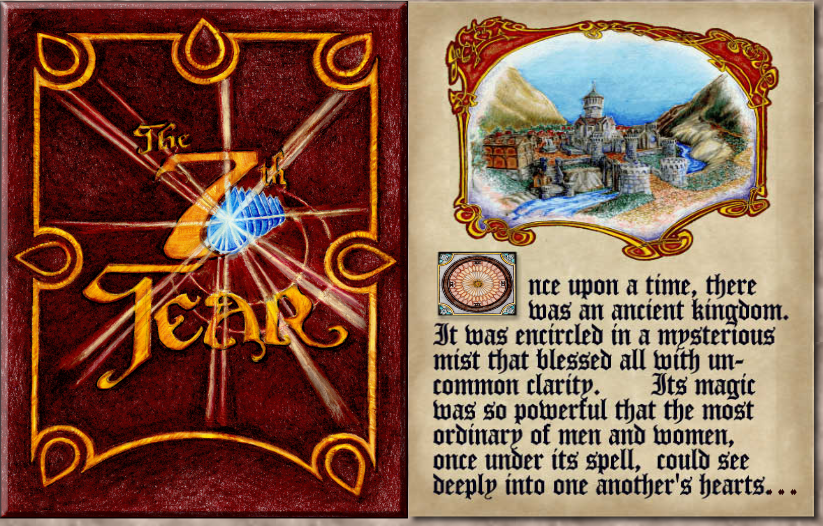 The
7th
Tear
Once upon a time, there
was an ancient kingdom.
It was encircled in a mysterious
mist that blessed all with un-
common clarity. Its magic
was so powerful that the most
ordinary of men and women,
once under its spell, could see
deeply into one another's hearts...